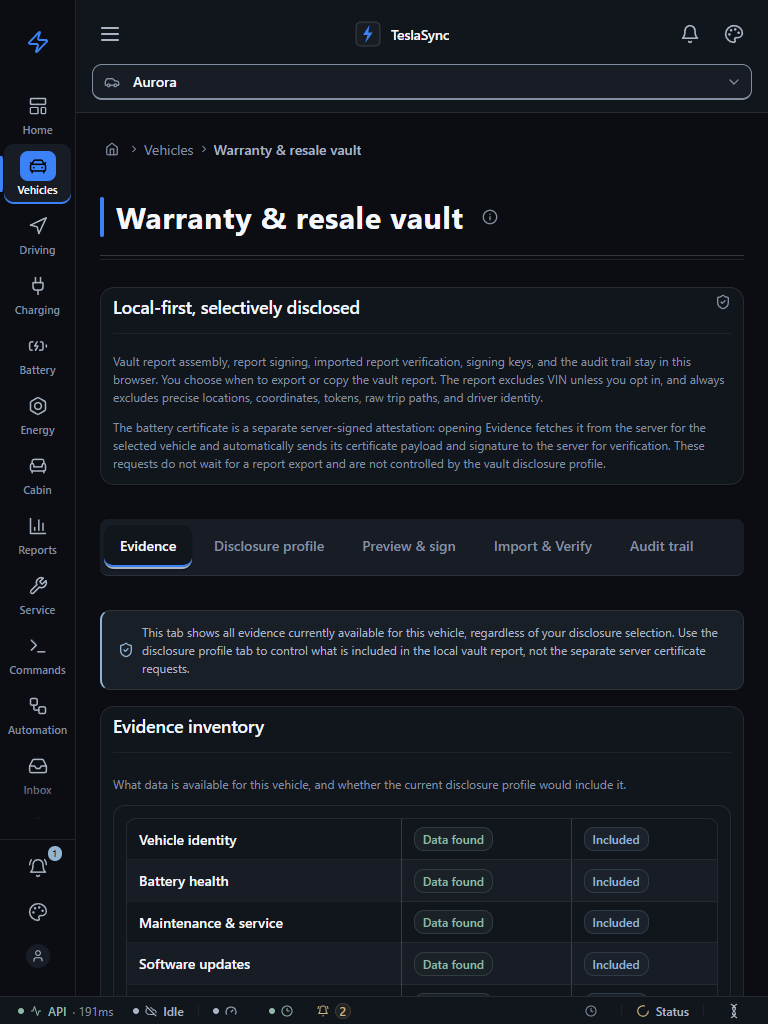 TeslaSync
Aurora
Home
Vehicles
Driving
Charging
Battery
Energy
Cabin
Reports
Service
Commands
Automation
Inbox
1
Vehicles
Warranty & resale vault
Warranty & resale vault
Local-first, selectively disclosed
Vault report assembly, report signing, imported report verification, signing keys, and the audit trail stay in this
browser. You choose when to export or copy the vault report. The report excludes VIN unless you opt in, and always
excludes precise locations, coordinates, tokens, raw trip paths, and driver identity.
The battery certificate is a separate server-signed attestation: opening Evidence fetches it from the server for the
selected vehicle and automatically sends its certificate payload and signature to the server for verification. These
requests do not wait for a report export and are not controlled by the vault disclosure profile.
Evidence
Disclosure profile
Preview & sign
Import & Verify
Audit trail
This tab shows all evidence currently available for this vehicle, regardless of your disclosure selection. Use the
disclosure profile tab to control what is included in the local vault report, not the separate server certificate
requests.
Evidence inventory
What data is available for this vehicle, and whether the current disclosure profile would include it.
Vehicle identity Data found Included
Battery health Data found Included
Maintenance & service Data found Included
Software updates Data found Included
API · 191ms
Idle
2
Status